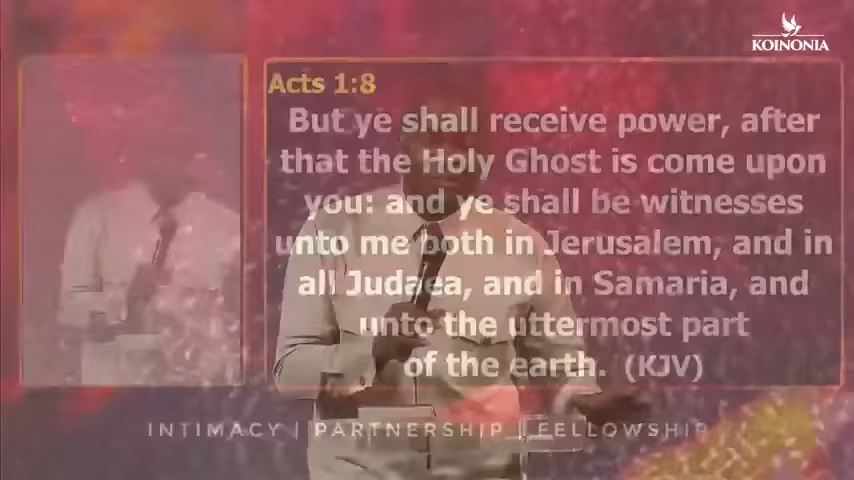 KOINONIA
Acts 1:8
But ye shall receive power, after
that the Holy Ghost is come upon
you: and ye shall be witnesses
unto me both in Jerusalem, and in
all Judaea, and in Samaria, and
unto the uttermost part
of the earth. (KJV)
INTIMACY | PARTNERSHIP | FELLOWSHIP